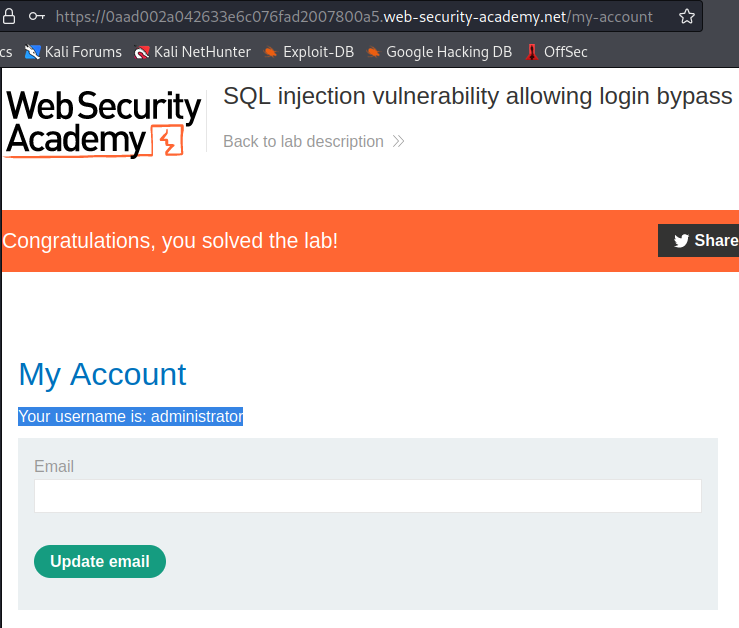 https://0aad002a042633e6c076fad2007800a5.web-security-academy.net/my-account
cs Kali Forums Kali NetHunter Exploit-DB Google Hacking DB OffSec
WebSecurity
Academy
SQL injection vulnerability allowing login bypass
Back to lab description
Congratulations, you solved the lab!
Share
My Account
Your username is: administrator
Email
Update email